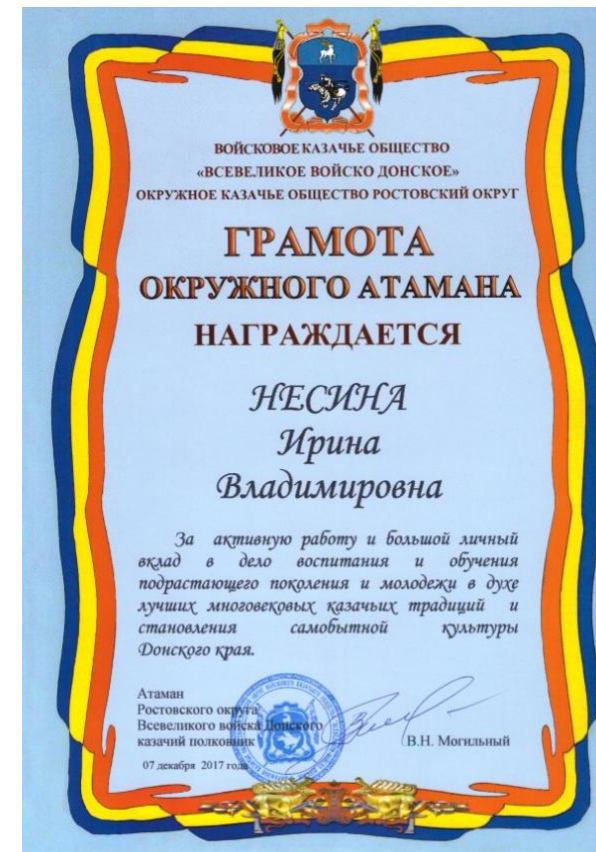 ВОЙСКОВОЕ КАЗАЧЬЕ ОБЩЕСТВО
«ВСЕВЕЛИКОЕ ВОЙСКО ДОНСКОЕ»
ОКРУЖНОЕ КАЗАЧЬЕ ОБЩЕСТВО РОСТОВСКИЙ ОКРУГ
ГРАМОТА
ОКРУЖНОГО АТАМАНА
НАГРАЖДАЕТСЯ
НЕСИНА
Ирина
Владимировна
За активную работу и большой личный
вклад в дело воспитания и обучения
подрастающего поколения и молодежи в духе
лучших многовековых казачьих традиций и
становления самобытной культуры
Донского края.
Атаман
Ростовского округа
Всевеликого войска Донского
казачий полковник В.Н. Могильный
07 декабря 2017 года